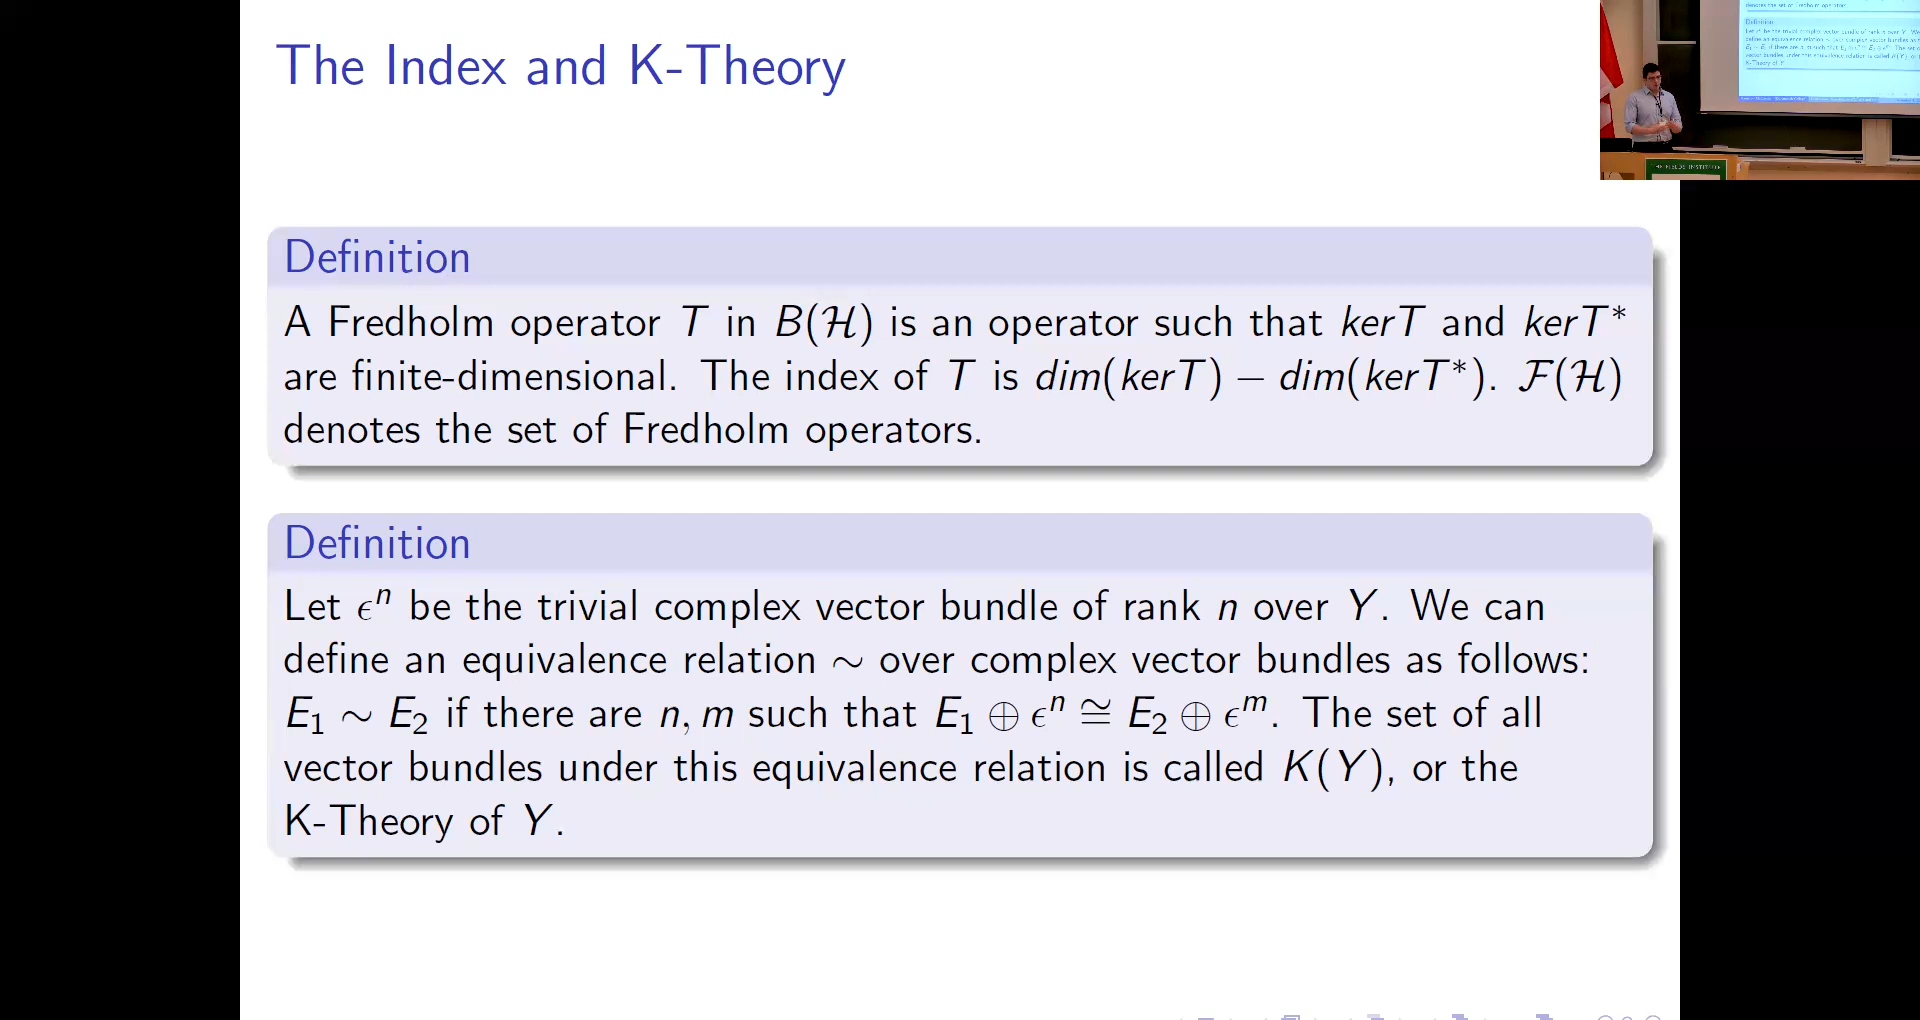 The Index and K-Theory
Definition
A Fredholm operator T in B(ℋ) is an operator such that kerT and kerT*
are finite-dimensional. The index of T is dim(kerT) − dim(kerT*). ℱ(ℋ)
denotes the set of Fredholm operators.
Definition
Let ϵⁿ be the trivial complex vector bundle of rank n over Y. We can
define an equivalence relation ∼ over complex vector bundles as follows:
E₁ ∼ E₂ if there are n, m such that E₁ ⊕ ϵⁿ ≅ E₂ ⊕ ϵᵐ. The set of all
vector bundles under this equivalence relation is called K(Y), or the
K-Theory of Y.